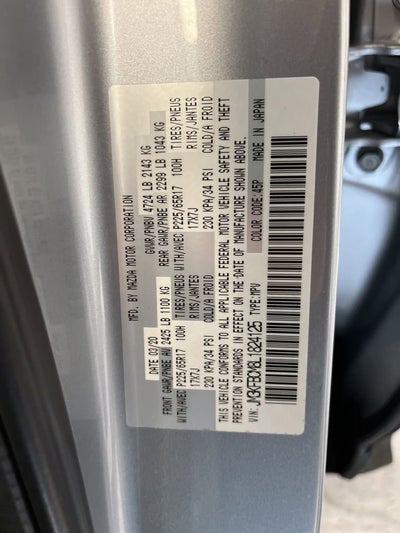 MFD. BY MAZDA MOTOR CORPORATION
DATE 03/20 GVWR/PNBV 4724 LB 2143 KG
FRONT GAWR/PNBE AV 2425 LB 1100 KG REAR GAWR/PNBE AR 2299 LB 1043 KG
WITH/AVEC P225/65R17 100H TIRES/PNEUS WITH/AVEC P225/65R17 100H TIRES/PNEUS
17X7J RIMS/JANTES 17X7J RIMS/JANTES
230 KPA/34 PSI COLD/A FROID 230 KPA/34 PSI COLD/A FROID
THIS VEHICLE CONFORMS TO ALL APPLICABLE FEDERAL MOTOR VEHICLE SAFETY AND THEFT
PREVENTION STANDARDS IN EFFECT ON THE DATE OF MANUFACTURE SHOWN ABOVE.
VIN: JM3KFBCM8L1824125 TYPE:MPV COLOR CODE:45P MADE IN JAPAN